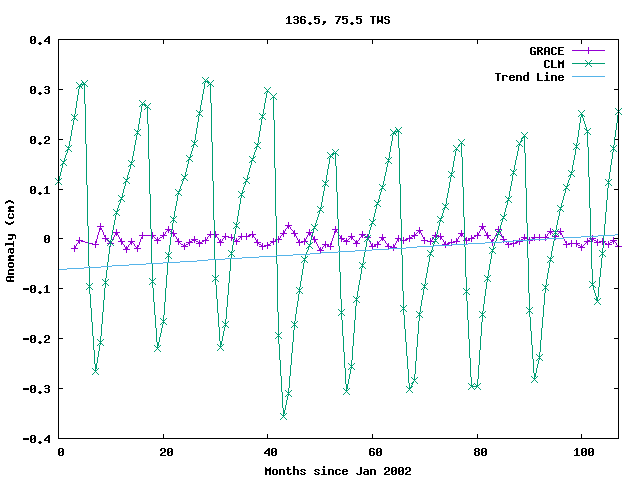 136.5, 75.5 TWS
GRACE
CLM
Trend Line
0.4
0.3
0.2
0.1
0
-0.1
-0.2
-0.3
-0.4
Anomaly (cm)
0 20 40 60 80 100
Months since Jan 2002